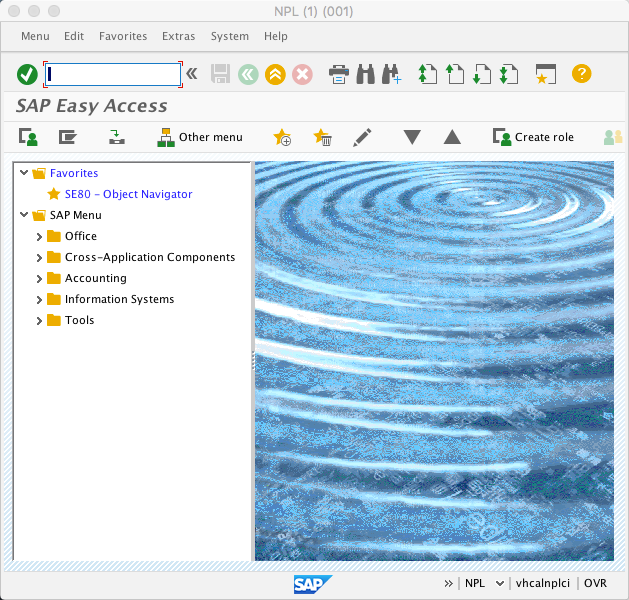 NPL (1) (001)
Menu Edit Favorites Extras System Help
SAP Easy Access
Other menu Create role
Favorites
SE80 – Object Navigator
SAP Menu
Office
Cross-Application Components
Accounting
Information Systems
Tools
SAP NPL vhcalnplci OVR